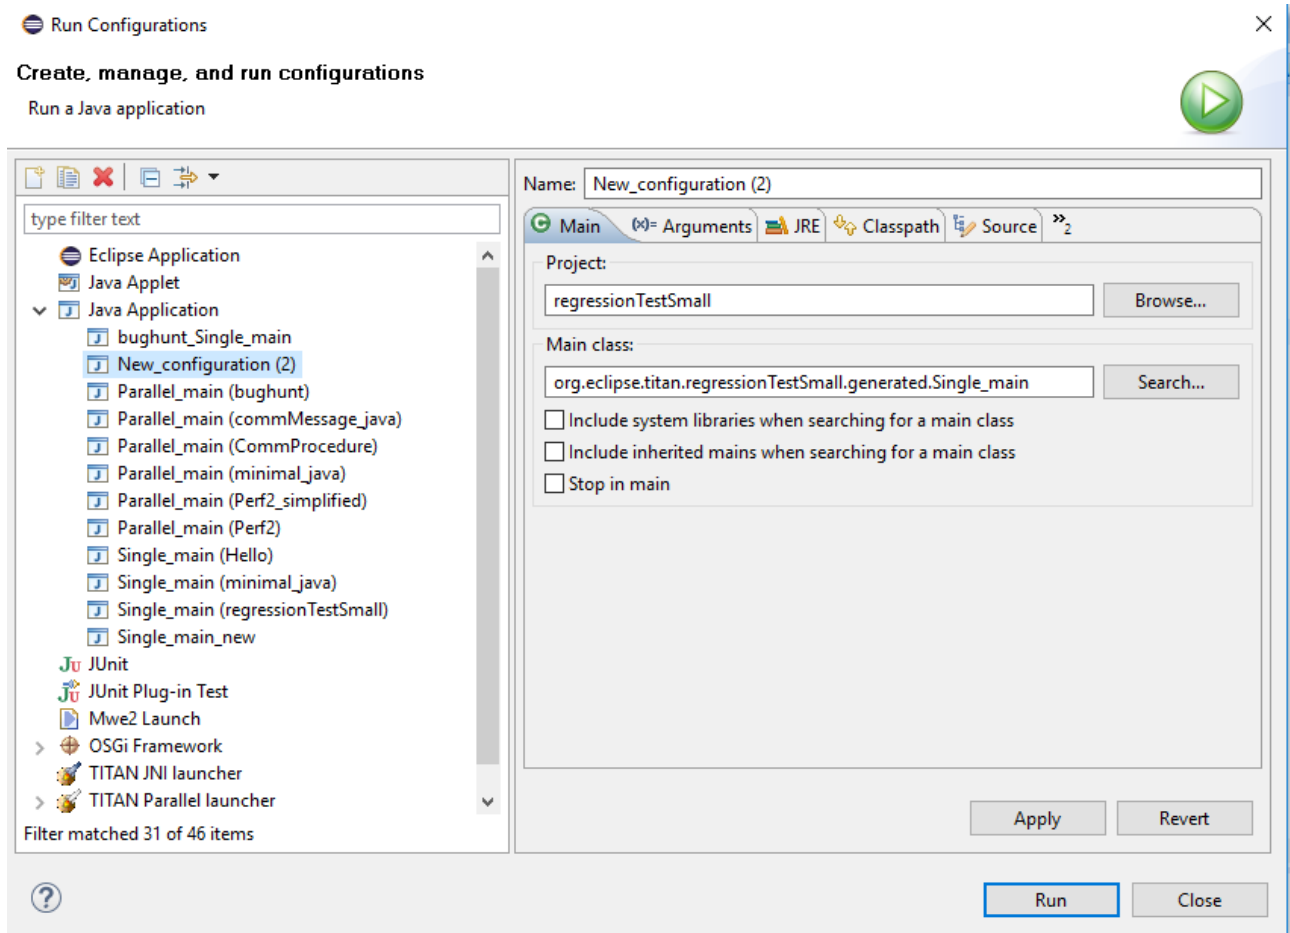 Run Configurations
Create, manage, and run configurations
Run a Java application
type filter text
Eclipse Application
Java Applet
Java Application
bughunt_Single_main
New_configuration (2)
Parallel_main (bughunt)
Parallel_main (commMessage_java)
Parallel_main (CommProcedure)
Parallel_main (minimal_java)
Parallel_main (Perf2_simplified)
Parallel_main (Perf2)
Single_main (Hello)
Single_main (minimal_java)
Single_main (regressionTestSmall)
Single_main_new
JUnit
JUnit Plug-in Test
Mwe2 Launch
OSGi Framework
TITAN JNI launcher
TITAN Parallel launcher
Filter matched 31 of 46 items
Name: New_configuration (2)
Main (x)= Arguments JRE Classpath Source »2
Project:
regressionTestSmall Browse...
Main class:
org.eclipse.titan.regressionTestSmall.generated.Single_main Search...
Include system libraries when searching for a main class
Include inherited mains when searching for a main class
Stop in main
Apply Revert
Run Close